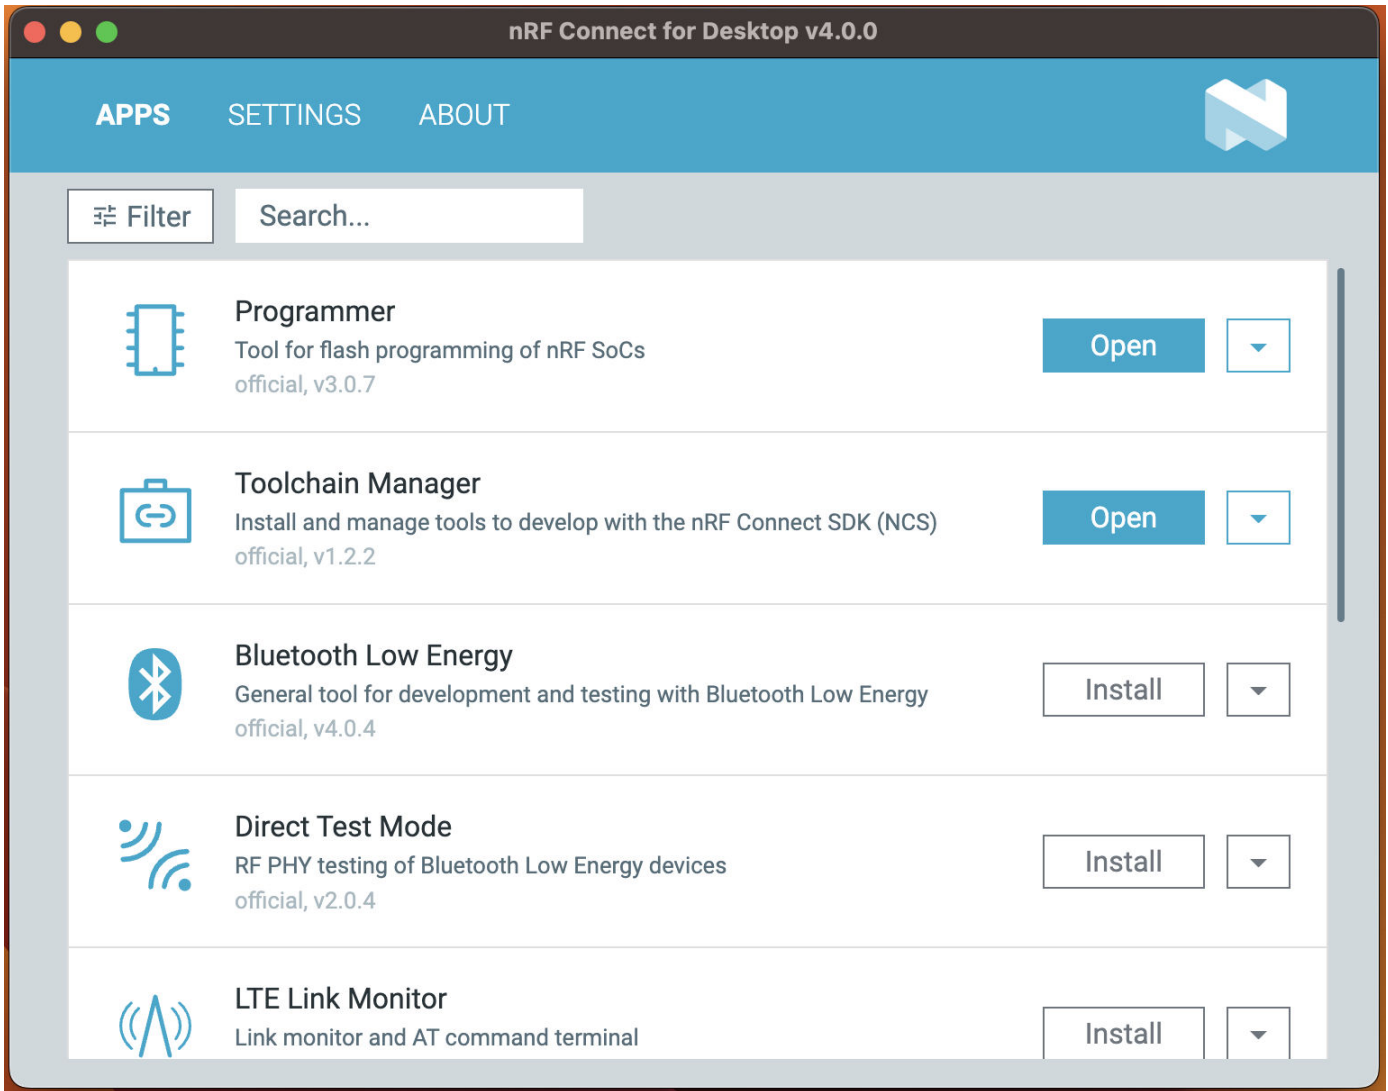 nRF Connect for Desktop v4.0.0
APPS SETTINGS ABOUT
Filter Search...
Programmer
Tool for flash programming of nRF SoCs
official, v3.0.7
Open
Toolchain Manager
Install and manage tools to develop with the nRF Connect SDK (NCS)
official, v1.2.2
Open
Bluetooth Low Energy
General tool for development and testing with Bluetooth Low Energy
official, v4.0.4
Install
Direct Test Mode
RF PHY testing of Bluetooth Low Energy devices
official, v2.0.4
Install
LTE Link Monitor
Link monitor and AT command terminal
Install